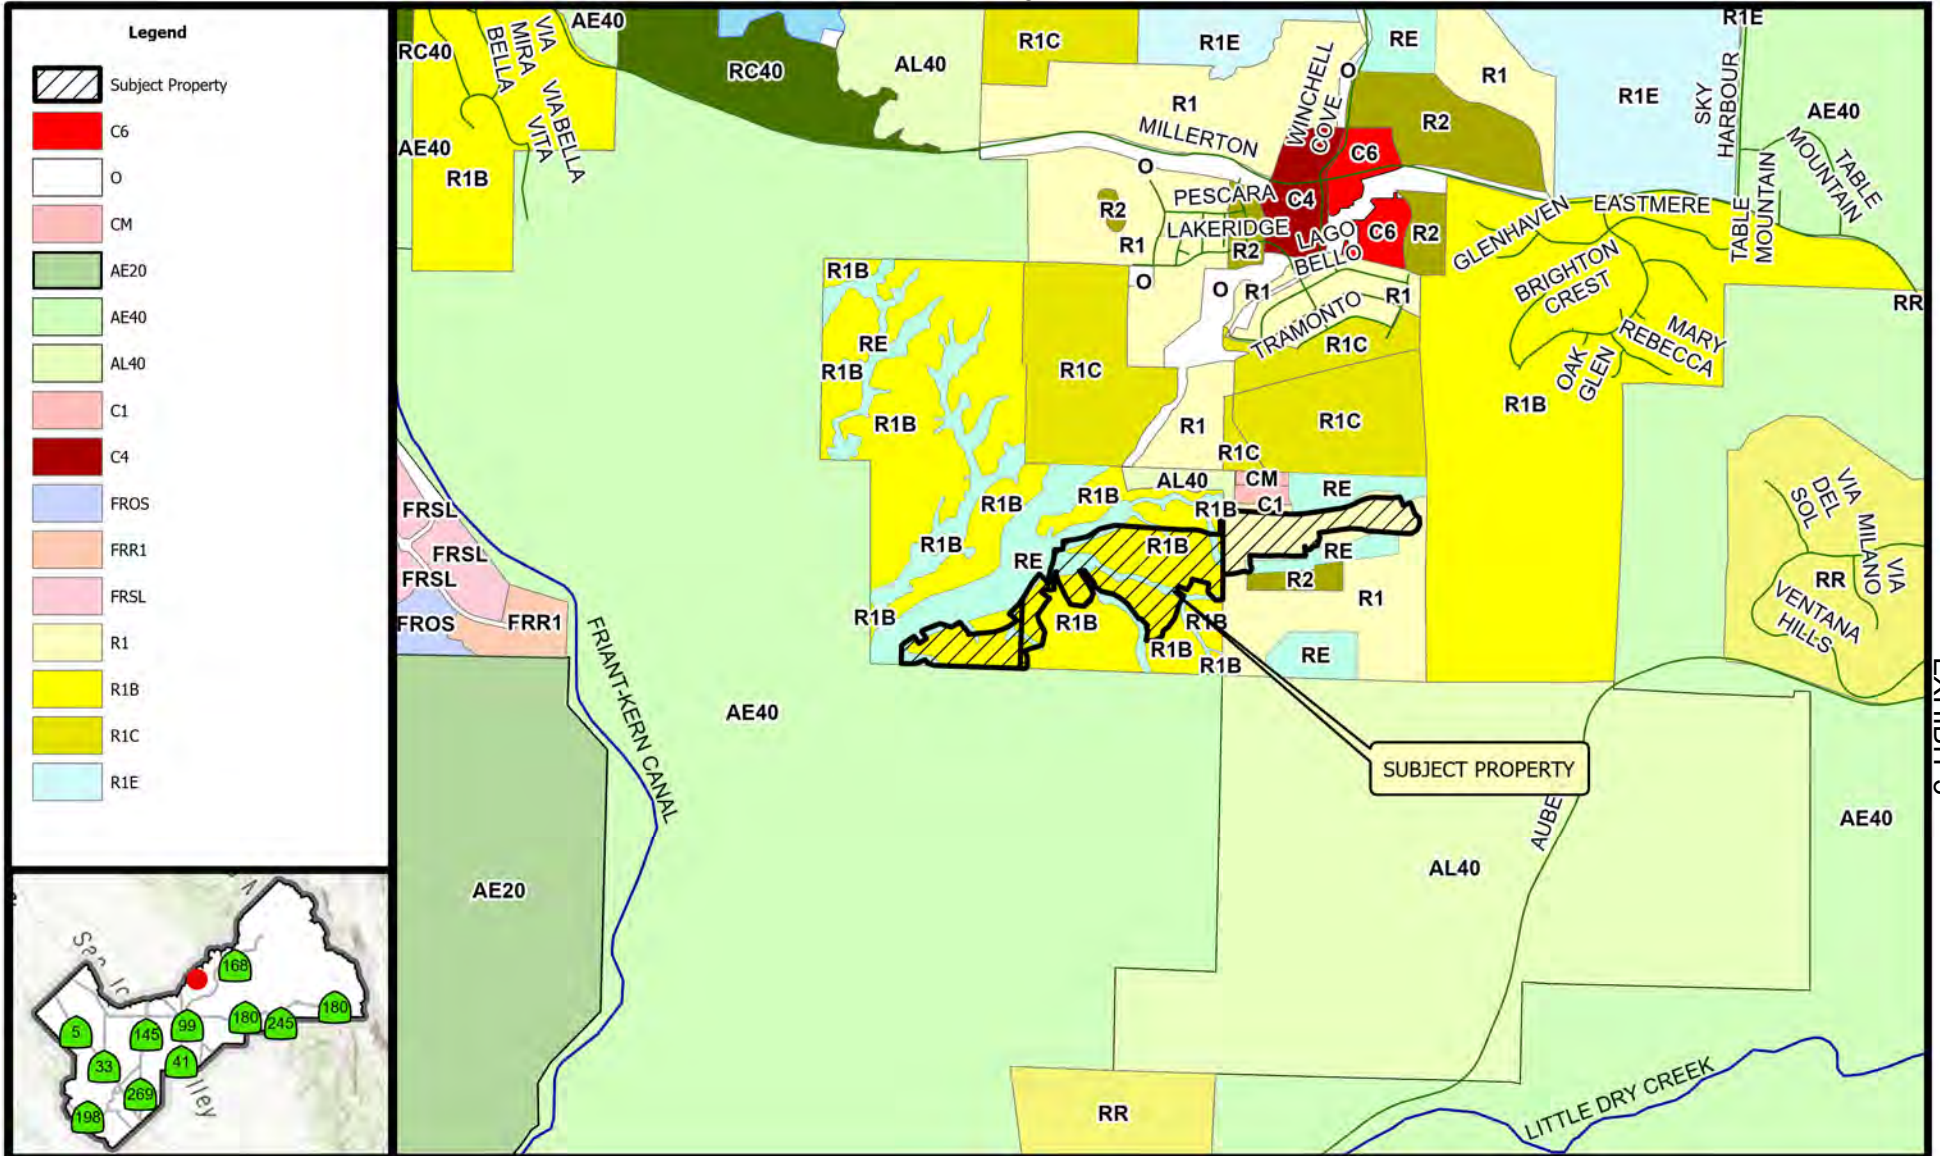 Legend
Subject Property
C6
O
CM
AE20
AE40
AL40
C1
C4
FROS
FRR1
FRSL
R1
R1B
R1C
R1E
168
180
180
245
99
145
5
33
41
269
198
lley
AE40
R1C
R1E
RE
R1E
RC40
VIA
MIRA
BELLA
RC40
AL40
WINCHELL
COVE
O
R1
R1E
SKY
HARBOUR
AE40
VIA BELLA
VITA
R1
R2
MILLERTON
AE40
R1B
O
C6
TABLE
MOUNTAIN
TABLE
MOUNTAIN
PESCARA
C4
R2
R1
LAKERIDGE
R2
LAGO
BELLO
C6
R2
GLENHAVEN
EASTMERE
R1B
O
O
R1
R1
BRIGHTON
CREST
RR
RE
TRAMONTO
R1C
MARY
REBECCA
OAK
GLEN
R1B
R1C
R1B
R1B
R1
R1C
R1C
AL40
CM
RE
VIA
DEL
SOL
VIA
MILANO
R1B
R1B
R1B
C1
FRSL
FRSL
FRSL
R1B
R1B
RE
RE
R2
R1
RR
VENTANA
HILLS
FROS
FRR1
R1B
R1B
R1B
R1B
R1B
RE
FRIANT-KERN CANAL
AE40
SUBJECT PROPERTY
AUBE
AE40
AL40
AE20
RR
LITTLE DRY CREEK